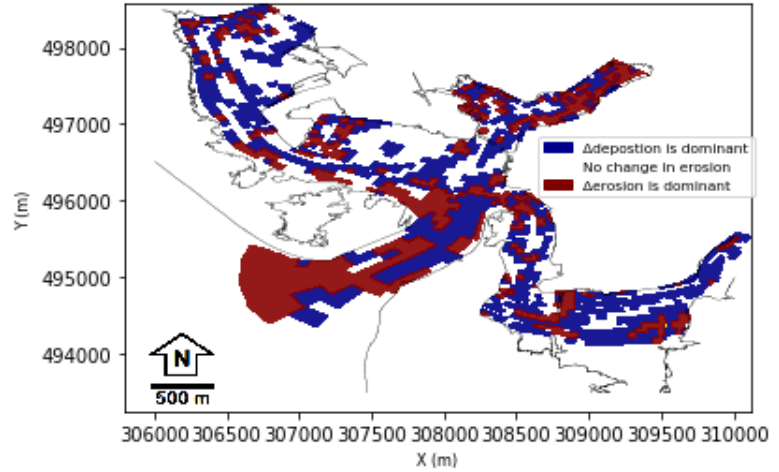 498000
497000
496000
495000
494000
Y (m)
Δdepostion is dominant
No change in erosion
Δerosion is dominant
N
500 m
306000 306500 307000 307500 308000 308500 309000 309500 310000
X (m)